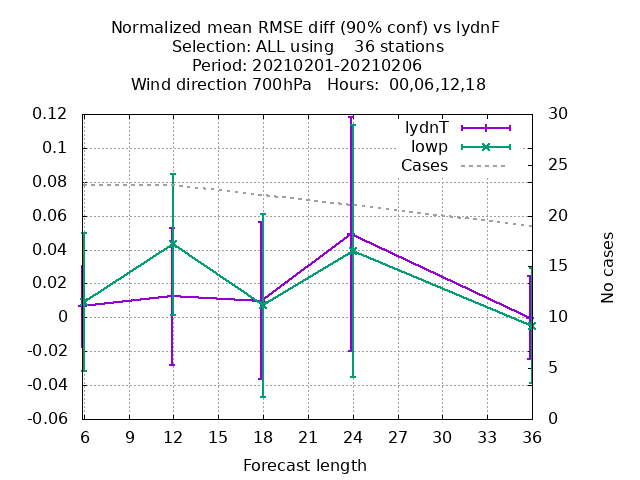 Normalized mean RMSE diff (90% conf) vs lydnF
Selection: ALL using    36 stations
Period: 20210201-20210206
Wind direction 700hPa   Hours:  00,06,12,18
0.12
0.1
0.08
0.06
0.04
0.02
0
-0.02
-0.04
-0.06
lydnT
lowp
Cases
30
25
20
15
10
5
0
No cases
6 9 12 15 18 21 24 27 30 33 36
Forecast length